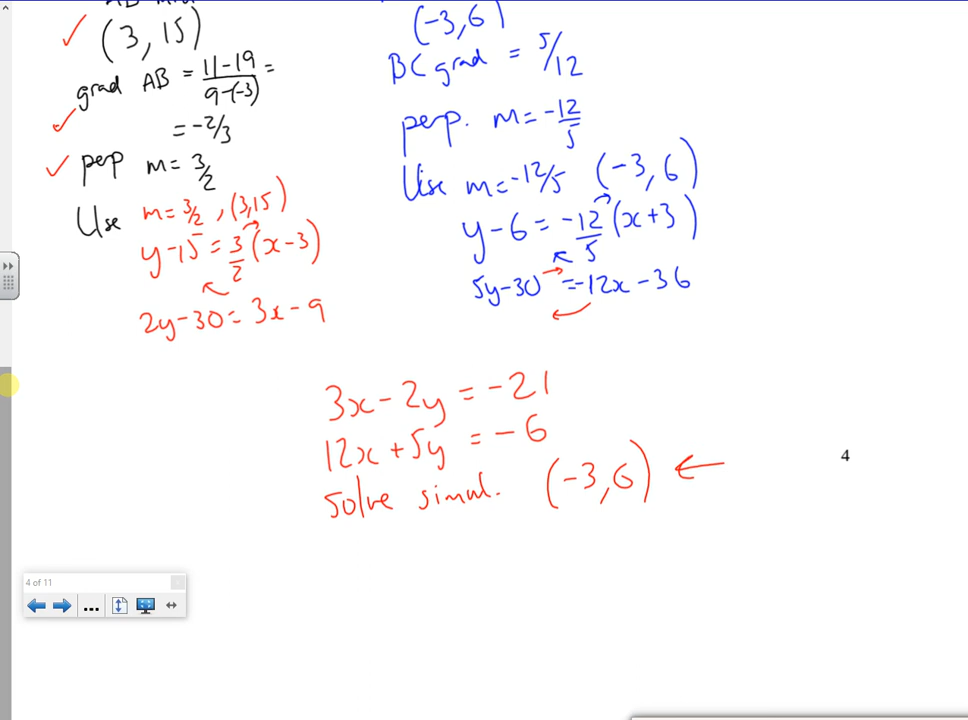 (3, 15)
grad AB = 11-19 / 9-(-3) =
= -2/3
perp m = 3/2
Use m = 3/2, (3,15)
y-15 = 3/2 (x-3)
2y-30 = 3x-9
(-3, 6)
BC grad = 5/12
perp. m = -12/5
Use m = -12/5 (-3, 6)
y-6 = -12/5 (x+3)
5y-30 = -12x-36
3x-2y = -21
12x+5y = -6
solve simul. (-3,6) ←
4
4 of 11